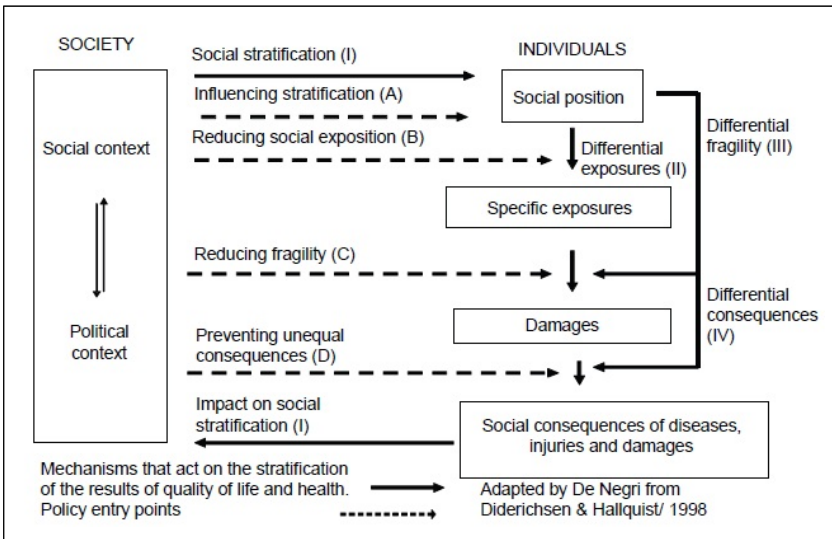 SOCIETY
INDIVIDUALS
Social stratification (I)
Influencing stratification (A)
Reducing social exposition (B)
Social context
Political
context
Social position
Differential
exposures (II)
Differential
fragility (III)
Specific exposures
Reducing fragility (C)
Damages
Differential
consequences
(IV)
Preventing unequal
consequences (D)
Impact on social
stratification (I)
Social consequences of diseases,
injuries and damages
Mechanisms that act on the stratification
of the results of quality of life and health.
Policy entry points
Adapted by De Negri from
Diderichsen & Hallquist/ 1998